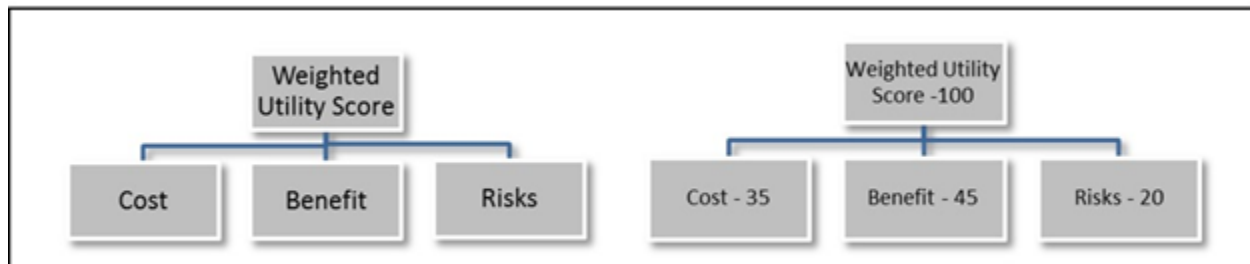 Weighted
Utility Score
Cost
Benefit
Risks
Weighted Utility
Score -100
Cost - 35
Benefit - 45
Risks - 20